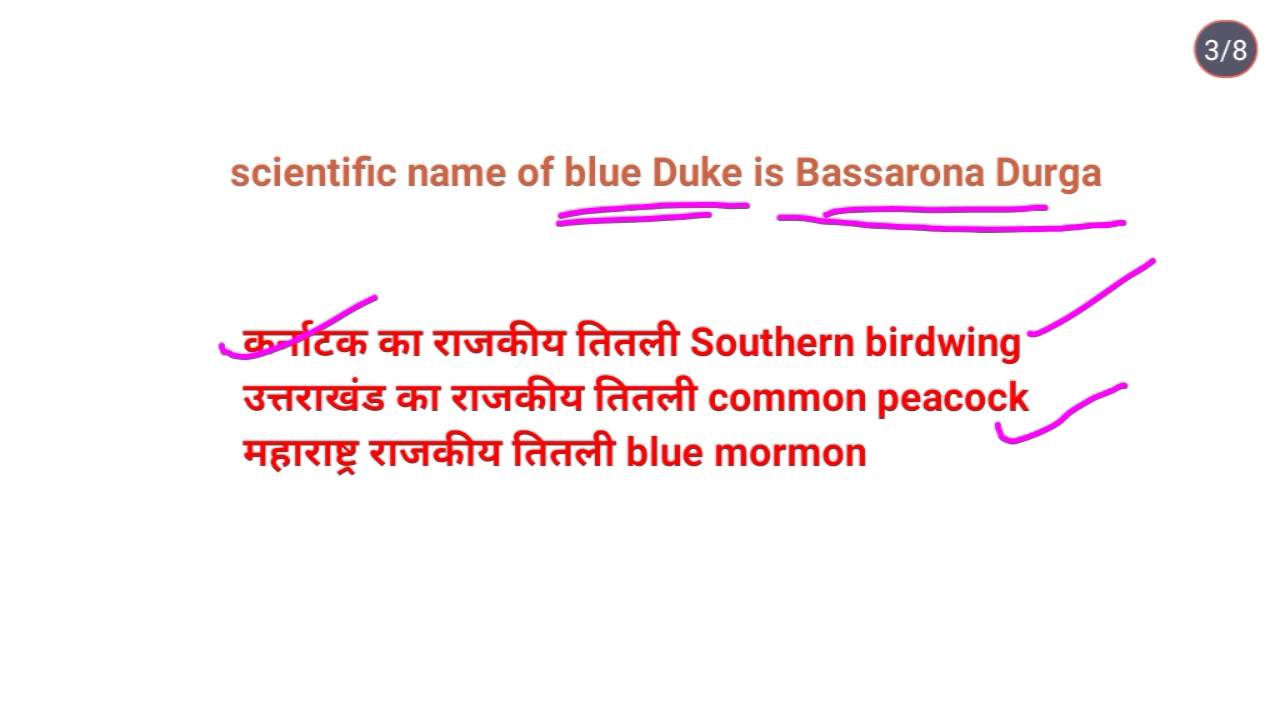 3/8
scientific name of blue Duke is Bassarona Durga
कर्नाटक का राजकीय तितली Southern birdwing
उत्तराखंड का राजकीय तितली common peacock
महाराष्ट्र राजकीय तितली blue mormon